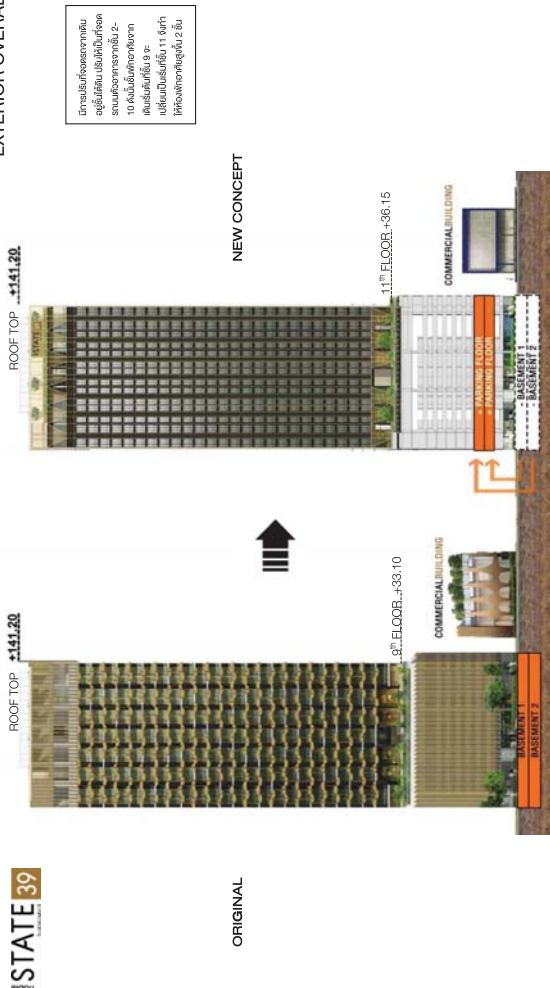 STATE 39
EXTERIOR OVERAL
ORIGINAL
NEW CONCEPT
ROOF TOP +141.20
9th FLOOR +33.10
COMMERCIALBUILDING
BASEMENT 1
BASEMENT 2
ROOF TOP +141.20
STATE 39
11th FLOOR +36.15
COMMERCIALBUILDING
+ PARKING FLOOR
+ PARKING FLOOR
- BASEMENT 1
- BASEMENT 2
มีการปรับที่จอดรถจากเดิม
อยู่ชั้นใต้ดิน ปรับให้เป็นที่จอด
รถบนตัวอาคารจากชั้น 2-
10 ดังนั้นชั้นพักอาศัยจาก
เดิมเริ่มต้นที่ชั้น 9 จะ
เปลี่ยนเป็นเริ่มที่ชั้น 11 จึงทำ
ให้ห้องพักอาศัยสูงขึ้น 2 ชั้น